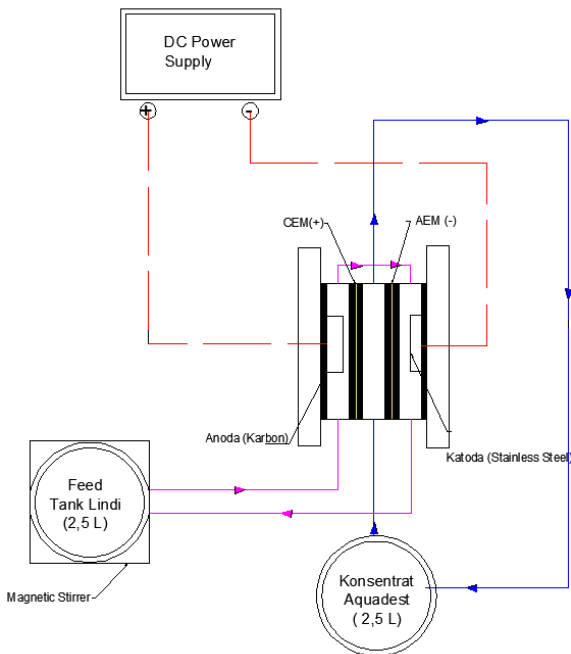 DC Power
Supply
+
-
CEM(+)
AEM (-)
Anoda (Karbon)
Katoda (Stainless Steel)
Feed
Tank Lindi
(2,5 L)
Magnetic Stirrer
Konsentrat
Aquadest
( 2,5 L)